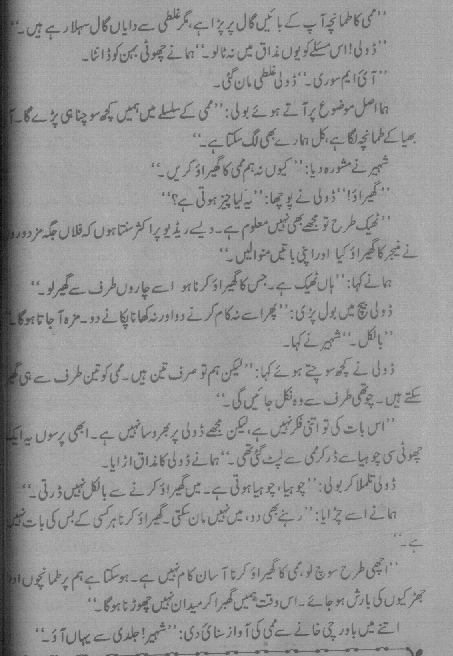 ’’ممی کا طمانچہ آپ کے بائیں گال پر پڑا ہے، مگر غلطی سے دایاں گال سہلا رہے ہیں۔‘‘
’’ڈولی! اس مسئلے کو یوں مذاق میں نہ ٹالو۔‘‘ ہما نے چھوٹی بہن کو ڈانٹا۔
’’آئی ایم سوری۔‘‘ ڈولی غلطی مان گئی۔
ہما اصل موضوع پر آتے ہوئے بولی: ’’ممی کے سلسلے میں ہمیں کچھ سوچنا ہی پڑے گا۔
بھیا کے طمانچہ لگا ہے، کل ہمارے بھی لگ سکتا ہے۔‘‘
شہیر نے مشورہ دیا: ’’کیوں نہ ہم ممی کا گھیراؤ کریں۔‘‘
’’گھیراؤ!‘‘ ڈولی نے پوچھا: ’’یہ کیا چیز ہوتی ہے؟‘‘
’’ٹھیک طرح تو مجھے بھی نہیں معلوم ہے۔ ویسے ریڈیو پر اکثر سنتا ہوں کہ فلاں جگہ مزدوروں
نے منیجر کا گھیراؤ کیا اور اپنی باتیں منوا لیں۔‘‘
ہما نے کہا: ’’ہاں ٹھیک ہے۔ جس کا گھیراؤ کرنا ہو اسے چاروں طرف سے گھیر لو۔‘‘
ڈولی بیچ میں بول پڑی: ’’پھر اسے نہ کام کرنے دو اور نہ کھانا پکانے دو۔ مزہ آ جاتا ہوگا۔‘‘
’’بالکل۔‘‘ شہیر نے کہا۔
ڈولی نے کچھ سوچتے ہوئے کہا: ’’لیکن ہم تو صرف تین ہیں۔ ممی کو تین طرف سے ہی گھیر
سکتے ہیں۔ چوتھی طرف سے وہ نکل جائیں گی۔‘‘
’’اس بات کی تو اتنی فکر نہیں ہے، لیکن مجھے ڈولی پر بھروسا نہیں ہے۔ ابھی پرسوں یہ ایک
چھوٹی سی چوہیا سے ڈر کر ممی سے لپٹ گئی تھی۔‘‘ ہما نے ڈولی کا مذاق اڑایا۔
ڈولی تلملا کر بولی: ’’چوہیا، چوہیا ہوتی ہے۔ میں گھیراؤ کرنے سے بالکل نہیں ڈرتی۔‘‘
ہما نے اسے چڑایا: ’’رہنے بھی دو، میں نہیں مان سکتی۔ گھیراؤ کرنا ہر کسی کے بس کی بات نہیں
ہے۔‘‘
’’اچھی طرح سوچ لو، ممی کا گھیراؤ کرنا آسان کام نہیں ہے۔ ہو سکتا ہے ہم پر طمانچوں اور
جھڑکیوں کی بارش ہو جائے۔ اس وقت ہمیں گھبرا کر میدان نہیں چھوڑنا ہوگا۔‘‘
اتنے میں باورچی خانے سے ممی کی آواز سنائی دی: ’’شہیر! جلدی سے یہاں آؤ۔‘‘